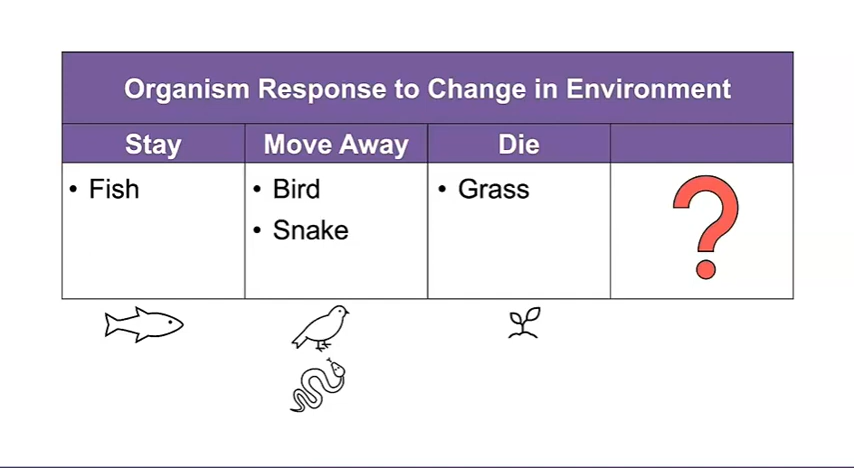 Organism Response to Change in Environment
Stay Move Away Die
• Fish • Bird • Grass ?
• Snake